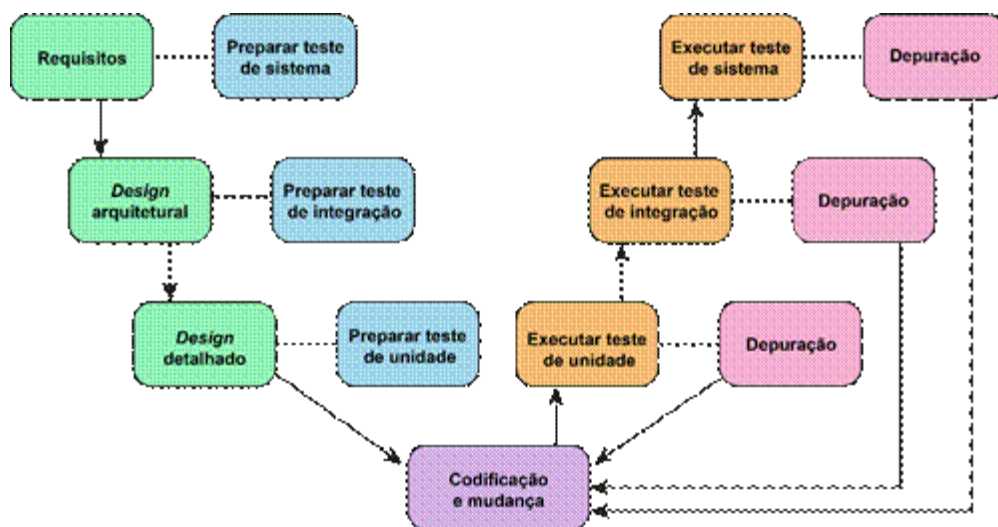 Requisitos
Preparar teste
de sistema
Executar teste
de sistema
Depuração
Design
arquitetural
Preparar teste
de integração
Executar teste
de integração
Depuração
Design
detalhado
Preparar teste
de unidade
Executar teste
de unidade
Depuração
Codificação
e mudança